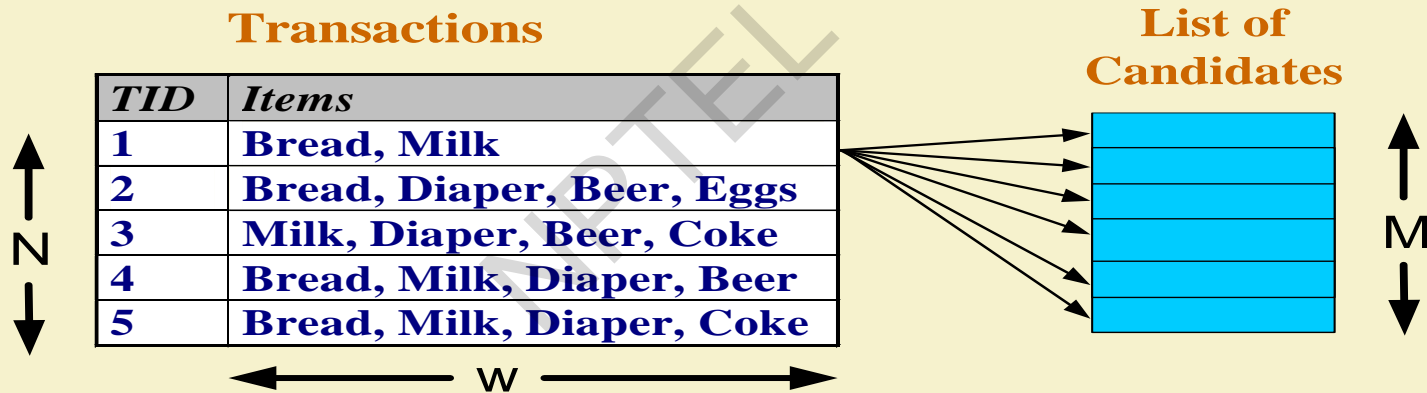 Transactions
List of
Candidates
TID Items
1 Bread, Milk
2 Bread, Diaper, Beer, Eggs
3 Milk, Diaper, Beer, Coke
4 Bread, Milk, Diaper, Beer
5 Bread, Milk, Diaper, Coke
N
M
w
NPTEL